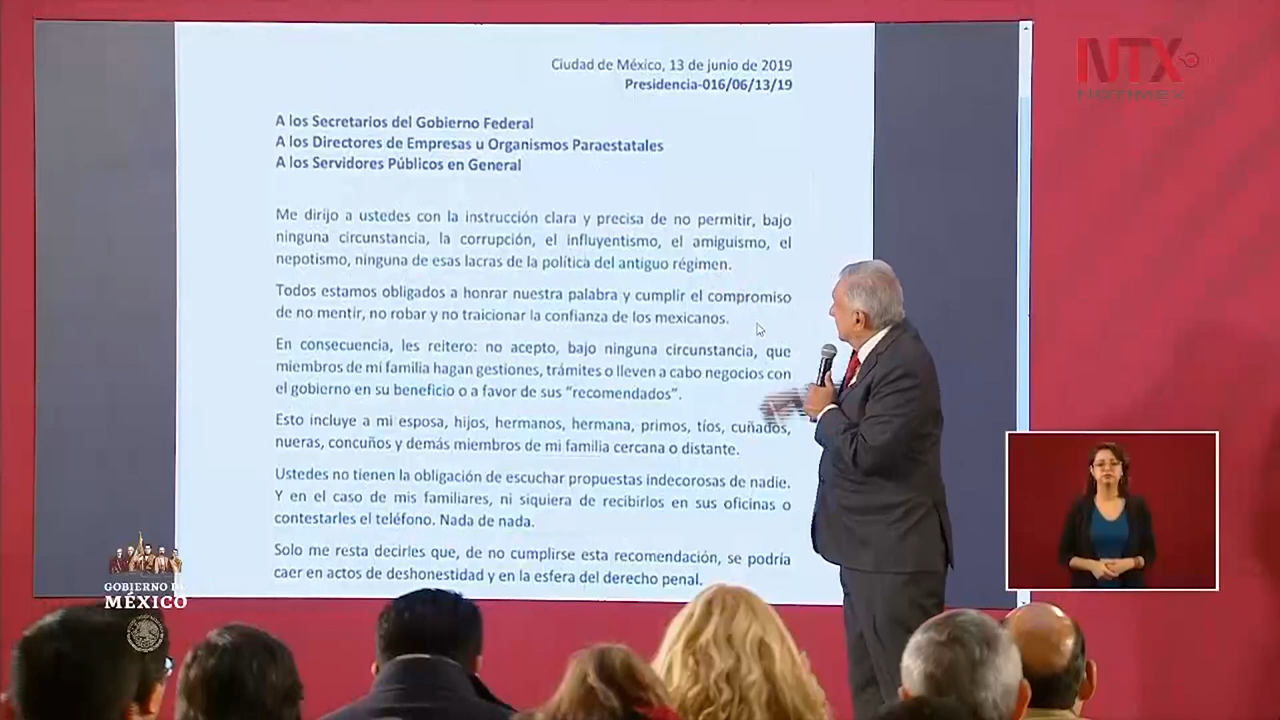 NTX
NOTIMEX
Ciudad de México, 13 de junio de 2019
Presidencia-016/06/13/19
A los Secretarios del Gobierno Federal
A los Directores de Empresas u Organismos Paraestatales
A los Servidores Públicos en General
Me dirijo a ustedes con la instrucción clara y precisa de no permitir, bajo
ninguna circunstancia, la corrupción, el influyentismo, el amiguismo, el
nepotismo, ninguna de esas lacras de la política del antiguo régimen.
Todos estamos obligados a honrar nuestra palabra y cumplir el compromiso
de no mentir, no robar y no traicionar la confianza de los mexicanos.
En consecuencia, les reitero: no acepto, bajo ninguna circunstancia, que
miembros de mi familia hagan gestiones, trámites o lleven a cabo negocios con
el gobierno en su beneficio o a favor de sus “recomendados”.
Esto incluye a mi esposa, hijos, hermanos, hermana, primos, tíos, cuñados,
nueras, concuños y demás miembros de mi familia cercana o distante.
Ustedes no tienen la obligación de escuchar propuestas indecorosas de nadie.
Y en el caso de mis familiares, ni siquiera de recibirlos en sus oficinas o
contestarles el teléfono. Nada de nada.
Solo me resta decirles que, de no cumplirse esta recomendación, se podría
caer en actos de deshonestidad y en la esfera del derecho penal.
GOBIERNO DE
MÉXICO